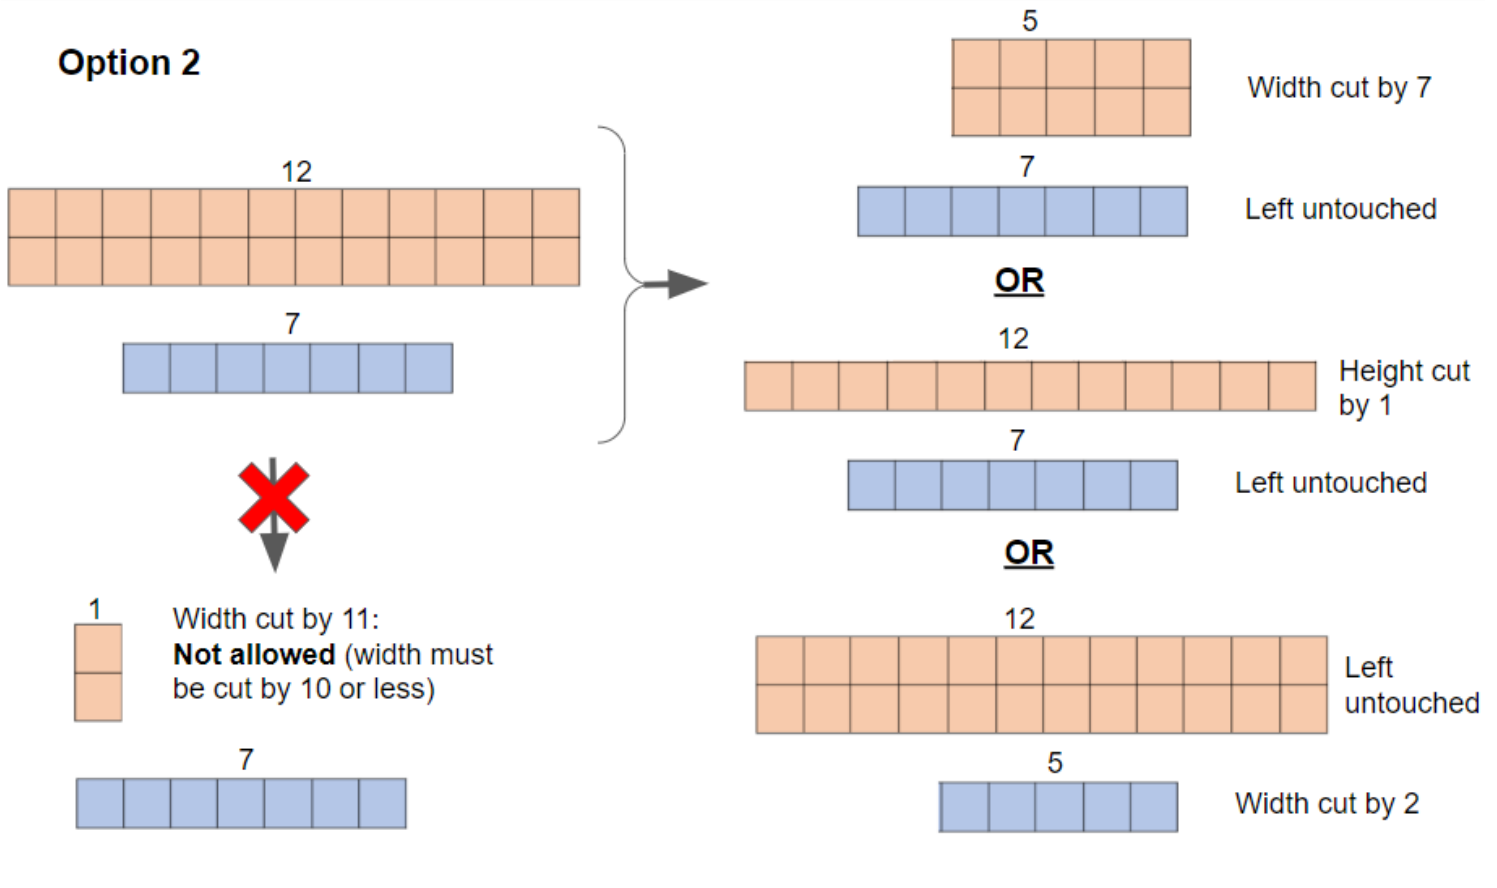 Option 2
12
7
1
Width cut by 11:
Not allowed (width must
be cut by 10 or less)
7
5
Width cut by 7
7
Left untouched
OR
12
Height cut
by 1
7
Left untouched
OR
12
Left
untouched
5
Width cut by 2